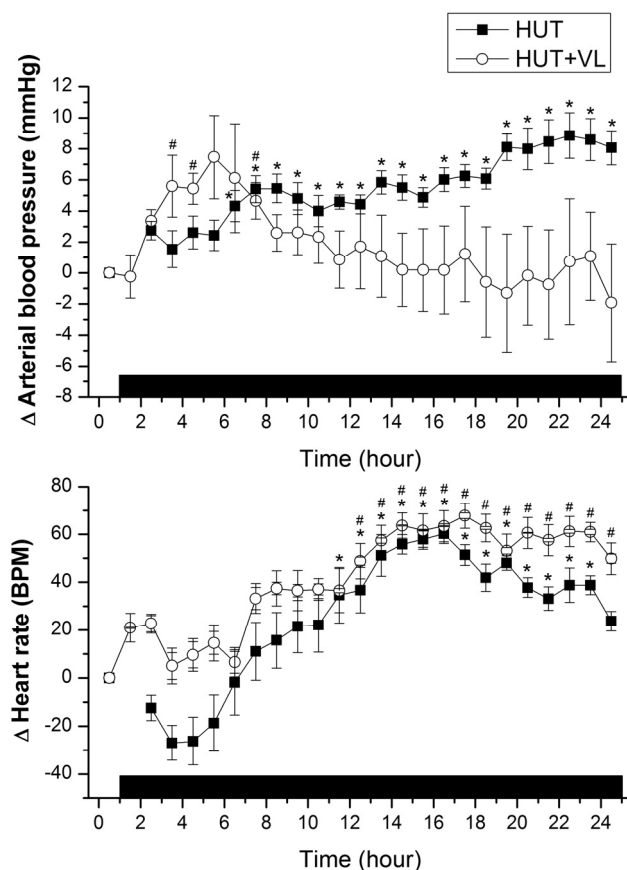 HUT
HUT+VL
Δ Arterial blood pressure (mmHg)
12
10
8
6
4
2
0
-2
-4
-6
-8
0 2 4 6 8 10 12 14 16 18 20 22 24
Time (hour)
Δ Heart rate (BPM)
80
60
40
20
0
-20
-40
0 2 4 6 8 10 12 14 16 18 20 22 24
Time (hour)